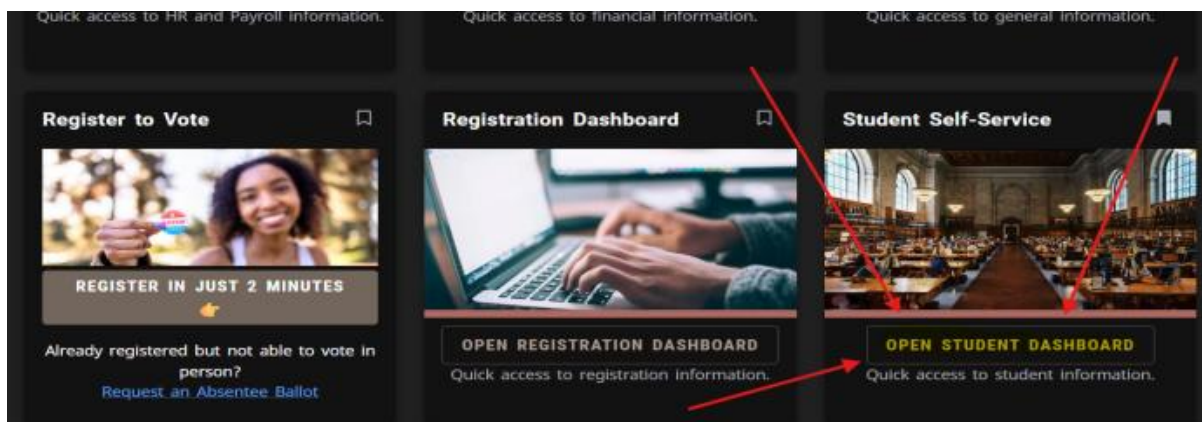 Quick access to HR and Payroll information.
Quick access to financial information.
Quick access to general information.
Register to Vote
REGISTER IN JUST 2 MINUTES
👉
Already registered but not able to vote in
person?
Request an Absentee Ballot
Registration Dashboard
OPEN REGISTRATION DASHBOARD
Quick access to registration information.
Student Self-Service
OPEN STUDENT DASHBOARD
Quick access to student information.